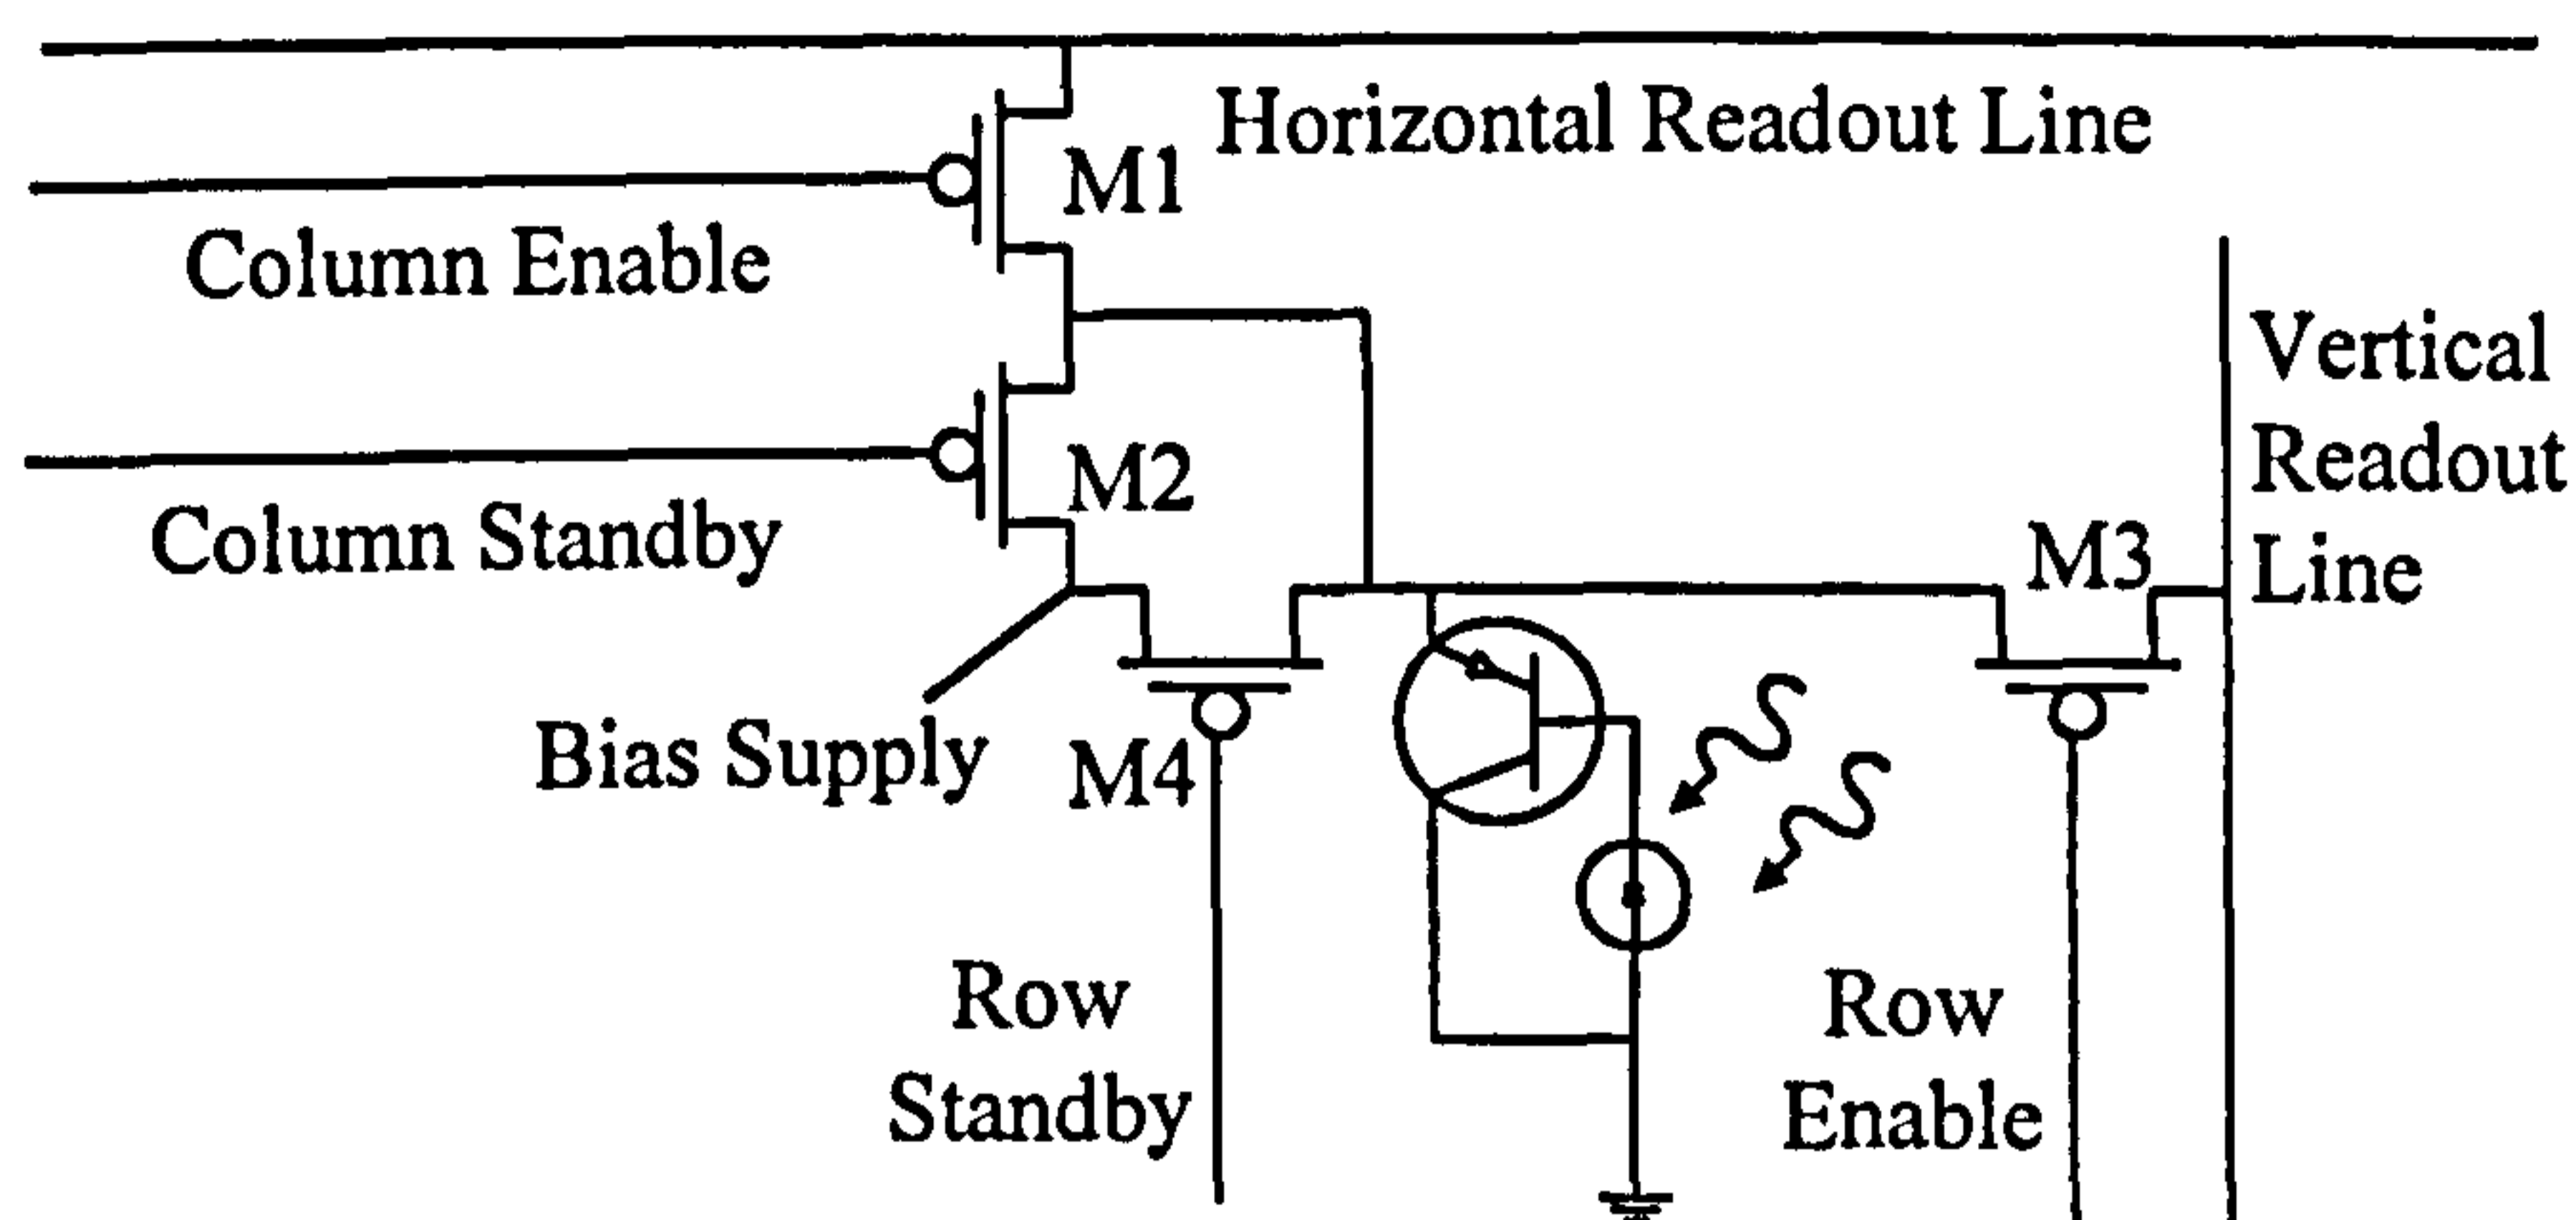 Horizontal Readout Line
M1
Column Enable
Vertical
Readout
Line
M2
Column Standby
M3
Bias Supply
M4
Row
Standby
Row
Enable